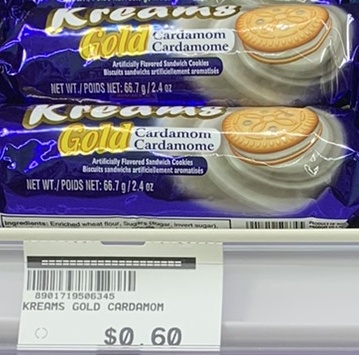 Kreams
Gold Cardamom
Cardamome
Artificially Flavored Sandwich Cookies
Biscuits sandwichs artificiellement aromatisés
NET WT./POIDS NET: 66.7 g/2.4 oz
Kreams
Gold Cardamom
Cardamome
Artificially Flavored Sandwich Cookies
Biscuits sandwichs artificiellement aromatisés
NET WT./POIDS NET: 66.7 g/2.4 oz
Ingredients: Enriched wheat flour, Sugars (Sugar, invert sugar),
8901719506345
KREAMS GOLD CARDAMOM
$0.60